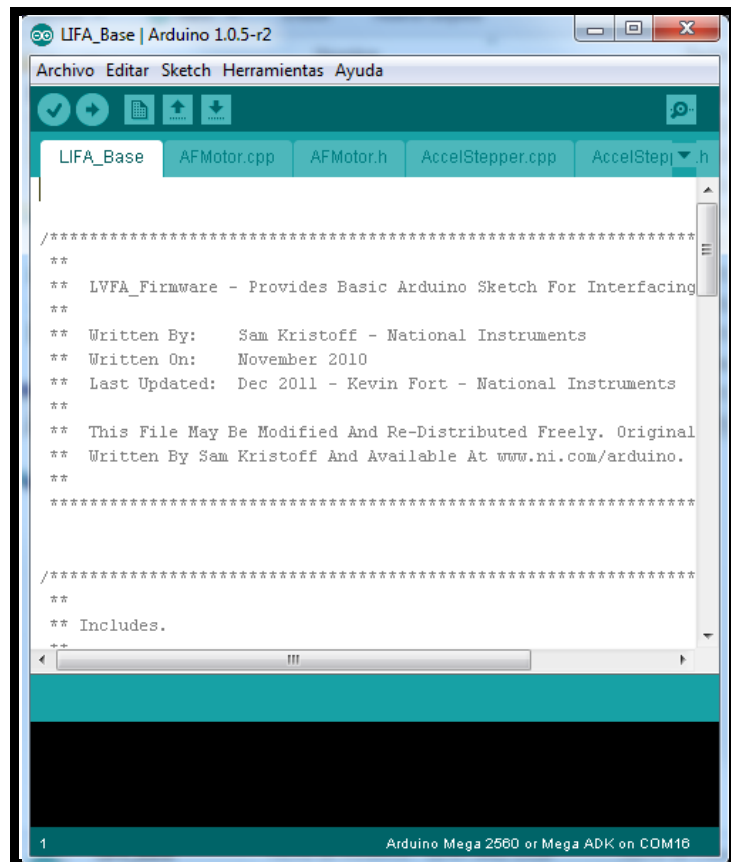 LIFA_Base | Arduino 1.0.5-r2
Archivo Editar Sketch Herramientas Ayuda
LIFA_Base AFMotor.cpp AFMotor.h AccelStepper.cpp AccelStepp .h
/******************************************************************
**
** LVFA_Firmware - Provides Basic Arduino Sketch For Interfacing
**
** Written By: Sam Kristoff - National Instruments
** Written On: November 2010
** Last Updated: Dec 2011 - Kevin Fort - National Instruments
**
** This File May Be Modified And Re-Distributed Freely. Original
** Written By Sam Kristoff And Available At www.ni.com/arduino.
**
******************************************************************
/******************************************************************
**
** Includes.
**
1 Arduino Mega 2560 or Mega ADK on COM16